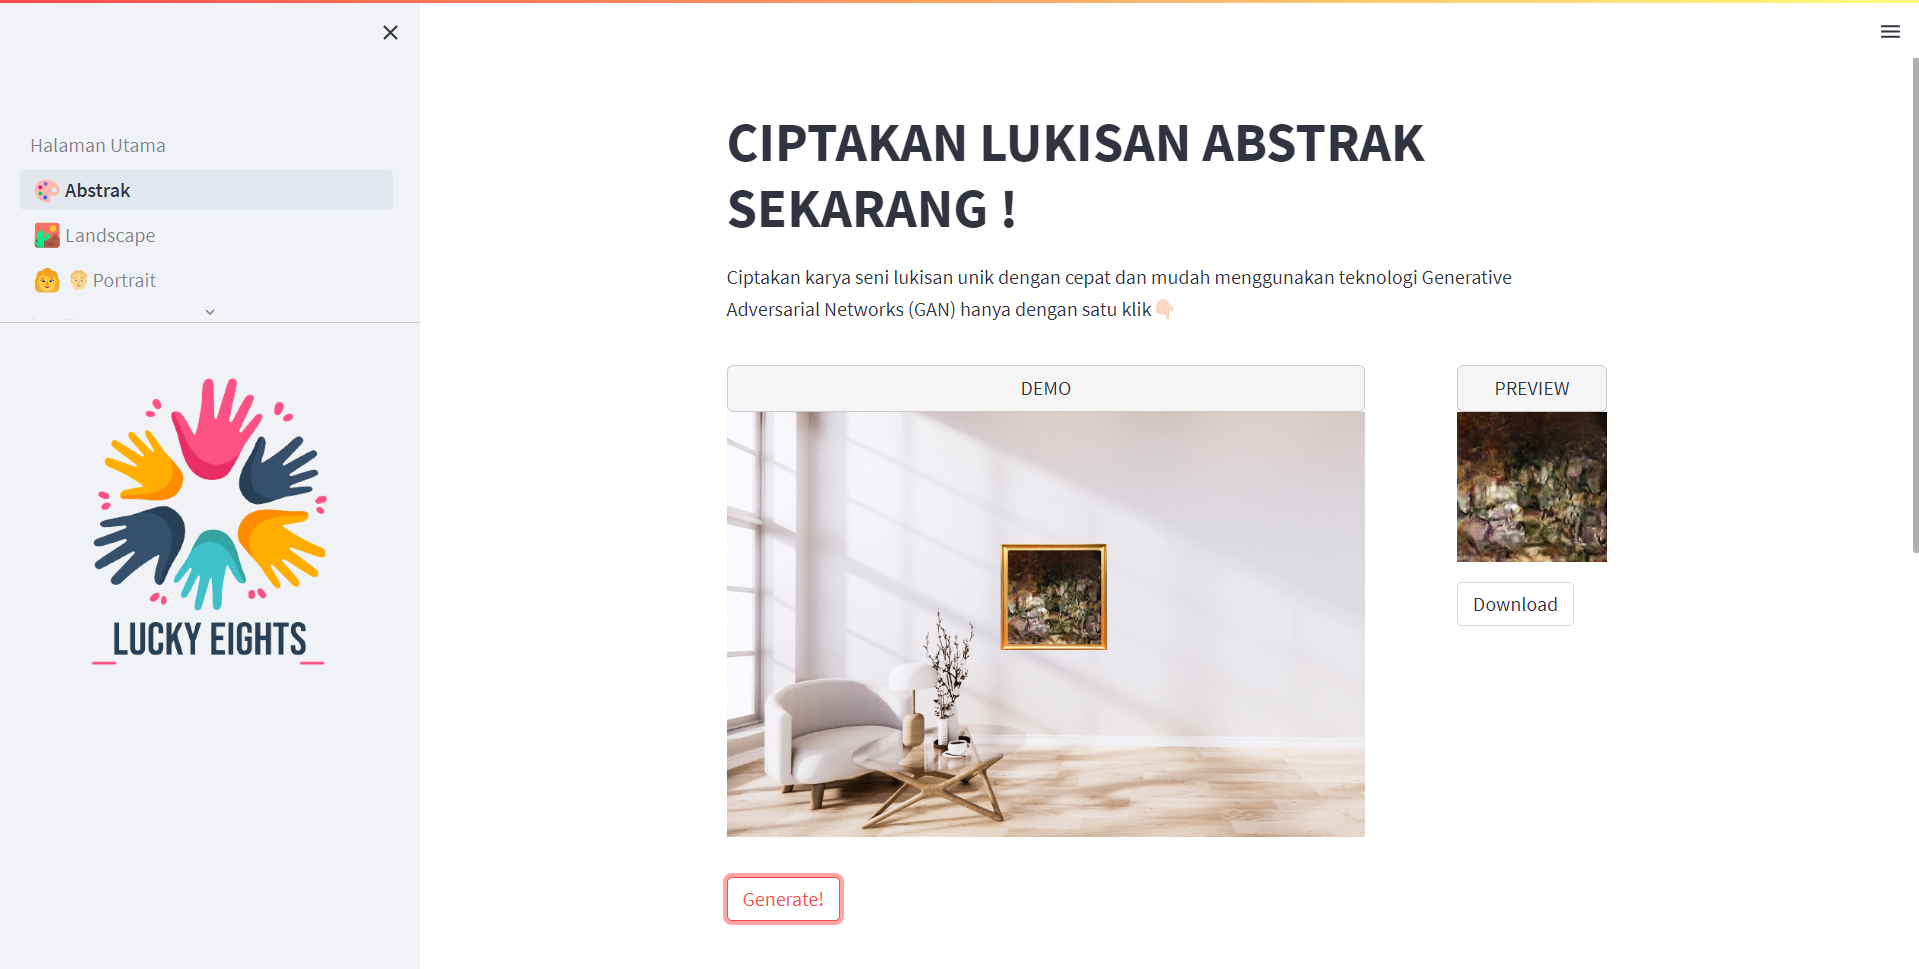 Halaman Utama
Abstrak
Landscape
Portrait
LUCKY EIGHTS
CIPTAKAN LUKISAN ABSTRAK
SEKARANG !
Ciptakan karya seni lukisan unik dengan cepat dan mudah menggunakan teknologi Generative
Adversarial Networks (GAN) hanya dengan satu klik👇🏻
DEMO
PREVIEW
Download
Generate!